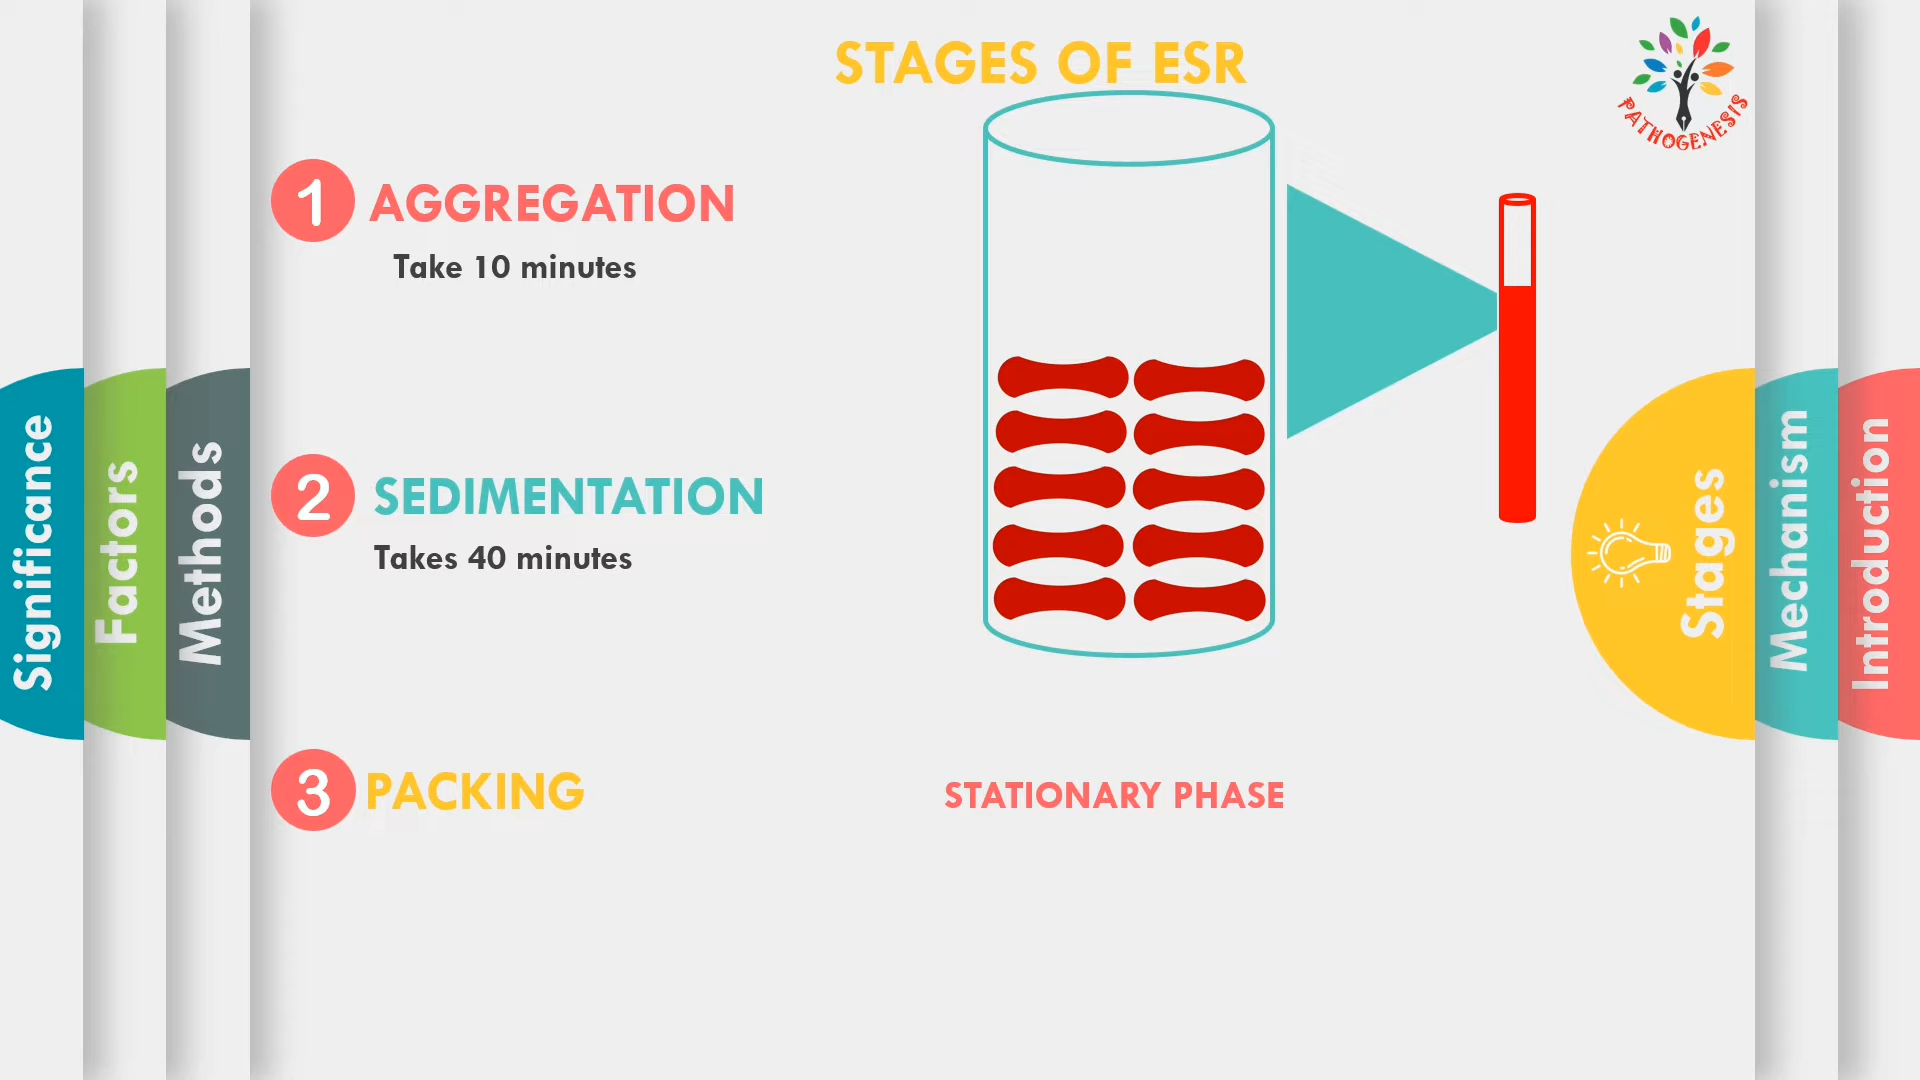 STAGES OF ESR
PATHOGENESIS
1 AGGREGATION
Take 10 minutes
2 SEDIMENTATION
Takes 40 minutes
3 PACKING
STATIONARY PHASE
Significance
Factors
Methods
Stages
Mechanism
Introduction